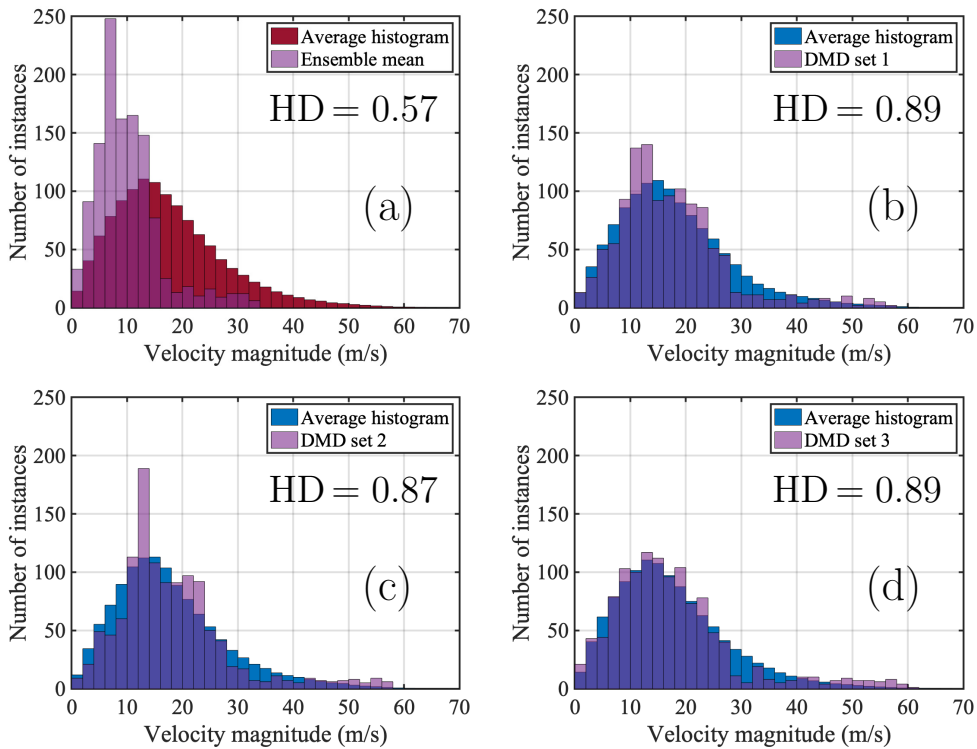 Average histogram
Ensemble mean
HD = 0.57
(a)
Number of instances
250
200
150
100
50
0
0 10 20 30 40 50 60 70
Velocity magnitude (m/s)
Average histogram
DMD set 1
HD = 0.89
(b)
Number of instances
250
200
150
100
50
0
0 10 20 30 40 50 60 70
Velocity magnitude (m/s)
Average histogram
DMD set 2
HD = 0.87
(c)
Number of instances
250
200
150
100
50
0
0 10 20 30 40 50 60 70
Velocity magnitude (m/s)
Average histogram
DMD set 3
HD = 0.89
(d)
Number of instances
250
200
150
100
50
0
0 10 20 30 40 50 60 70
Velocity magnitude (m/s)